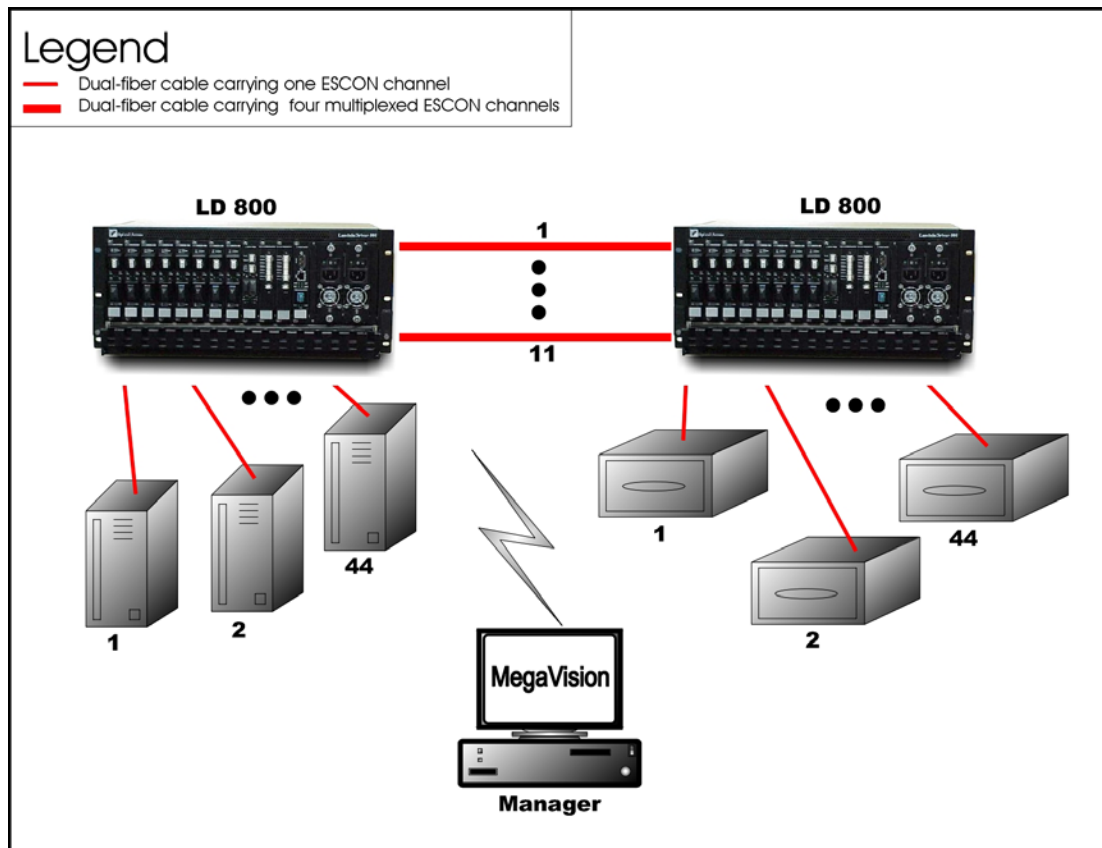 Legend
Dual-fiber cable carrying one ESCON channel
Dual-fiber cable carrying four multiplexed ESCON channels
LD 800
LD 800
1
11
1
2
44
1
2
44
MegaVision
Manager